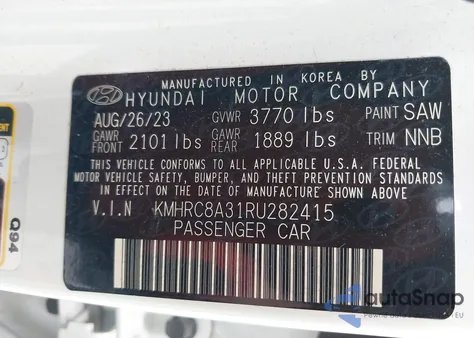 MANUFACTURED IN KOREA BY
HYUNDAI MOTOR COMPANY
AUG/26/23 GVWR 3770 lbs PAINT SAW
GAWR FRONT 2101 lbs GAWR REAR 1889 lbs TRIM NNB
THIS VEHICLE CONFORMS TO ALL APPLICABLE U.S.A. FEDERAL
MOTOR VEHICLE SAFETY, BUMPER, AND THEFT PREVENTION STANDARDS
IN EFFECT ON THE DATE OF MANUFACTURE SHOWN ABOVE
V.I.N KMHRC8A31RU282415
PASSENGER CAR
Q94
autoSnap